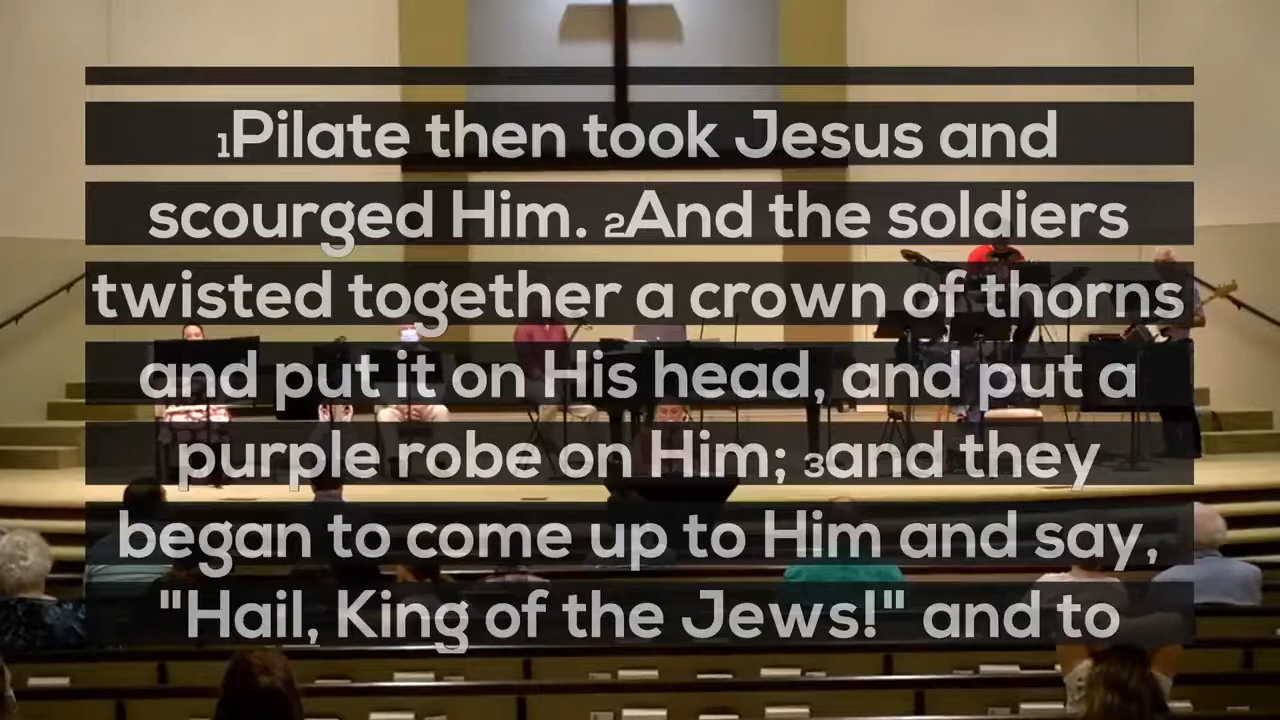 1Pilate then took Jesus and
scourged Him. 2And the soldiers
twisted together a crown of thorns
and put it on His head, and put a
purple robe on Him; 3and they
began to come up to Him and say,
"Hail, King of the Jews!" and to